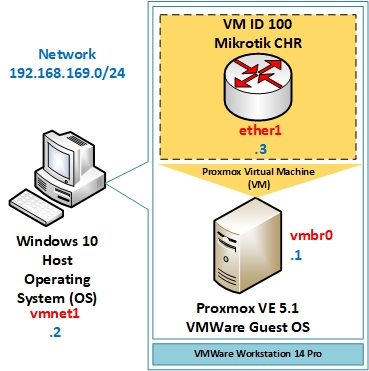 Network
192.168.169.0/24
VM ID 100
Mikrotik CHR
ether1
.3
Proxmox Virtual Machine
(VM)
Windows 10
Host
Operating
System (OS)
vmnet1
.2
vmbr0
.1
Proxmox VE 5.1
VMWare Guest OS
VMWare Workstation 14 Pro